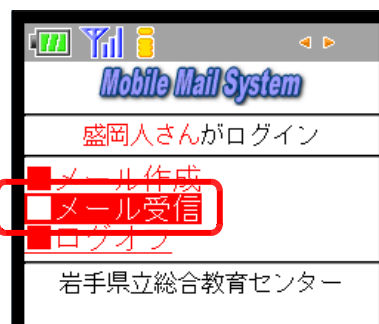 Mobile Mail System
盛岡人さんがログイン
■メール作成
■メール受信
■ログオフ
岩手県立総合教育センター